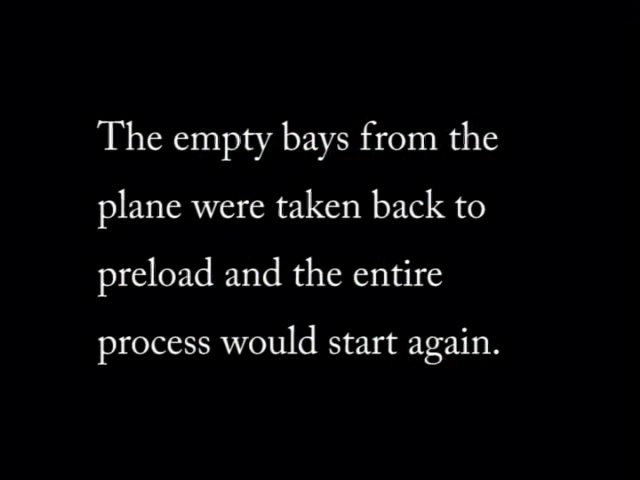 The empty bays from the
plane were taken back to
preload and the entire
process would start again.